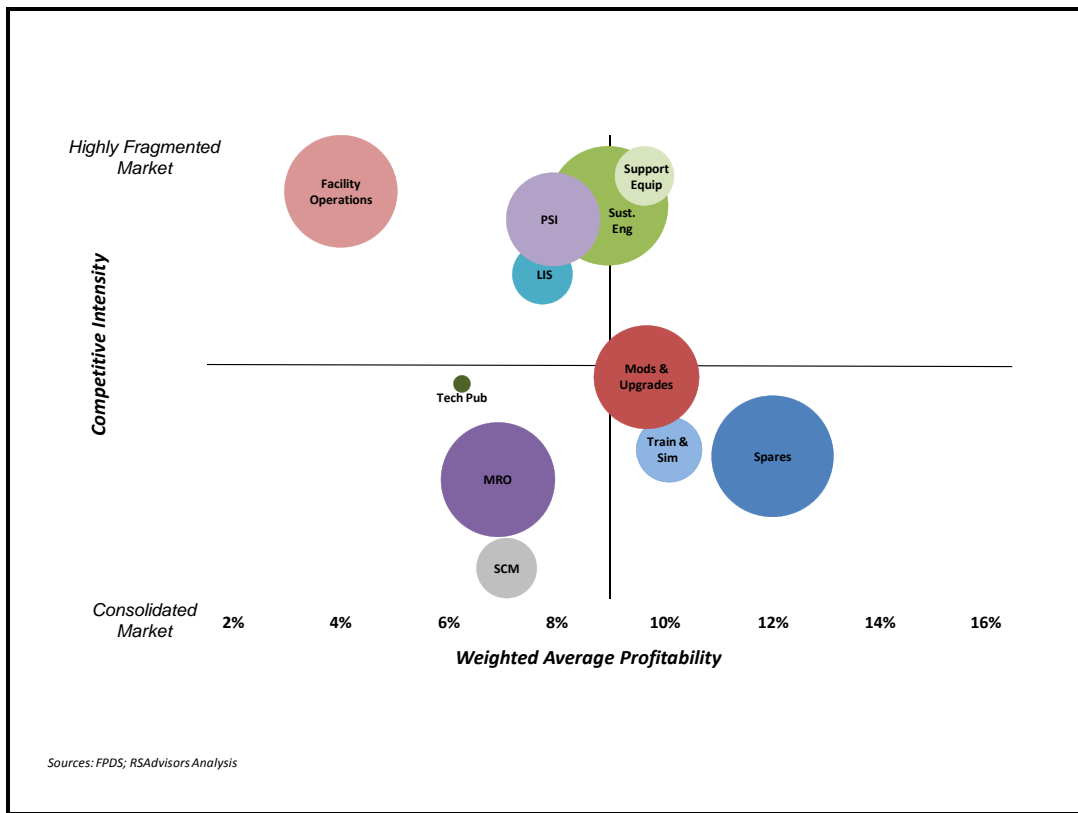 Highly Fragmented
Market
Facility
Operations
Support
Equip
PSI
Sust.
Eng
LIS
Competitive Intensity
Mods &
Upgrades
Tech Pub
Train &
Sim
Spares
MRO
SCM
Consolidated
Market
2% 4% 6% 8% 10% 12% 14% 16%
Weighted Average Profitability
Sources: FPDS; RSAdvisors Analysis